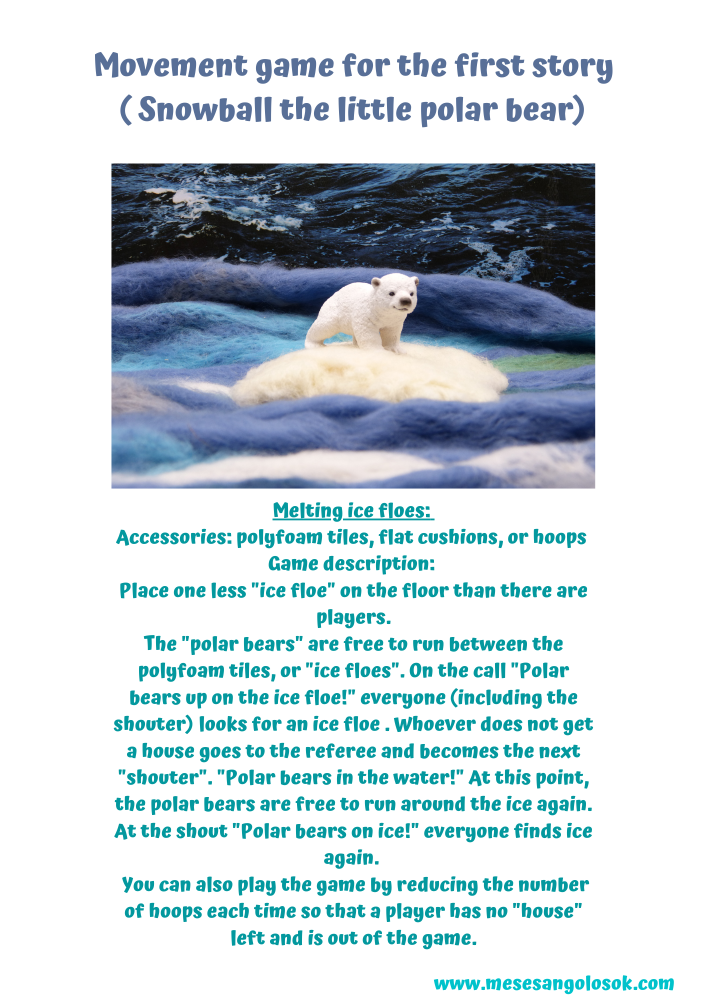 Movement game for the first story
( Snowball the little polar bear)
Melting ice floes:
Accessories: polyfoam tiles, flat cushions, or hoops
Game description:
Place one less "ice floe" on the floor than there are
players.
The "polar bears" are free to run between the
polyfoam tiles, or "ice floes". On the call "Polar
bears up on the ice floe!" everyone (including the
shouter) looks for an ice floe . Whoever does not get
a house goes to the referee and becomes the next
"shouter". "Polar bears in the water!" At this point,
the polar bears are free to run around the ice again.
At the shout "Polar bears on ice!" everyone finds ice
again.
You can also play the game by reducing the number
of hoops each time so that a player has no "house"
left and is out of the game.
www.mesesangolosok.com